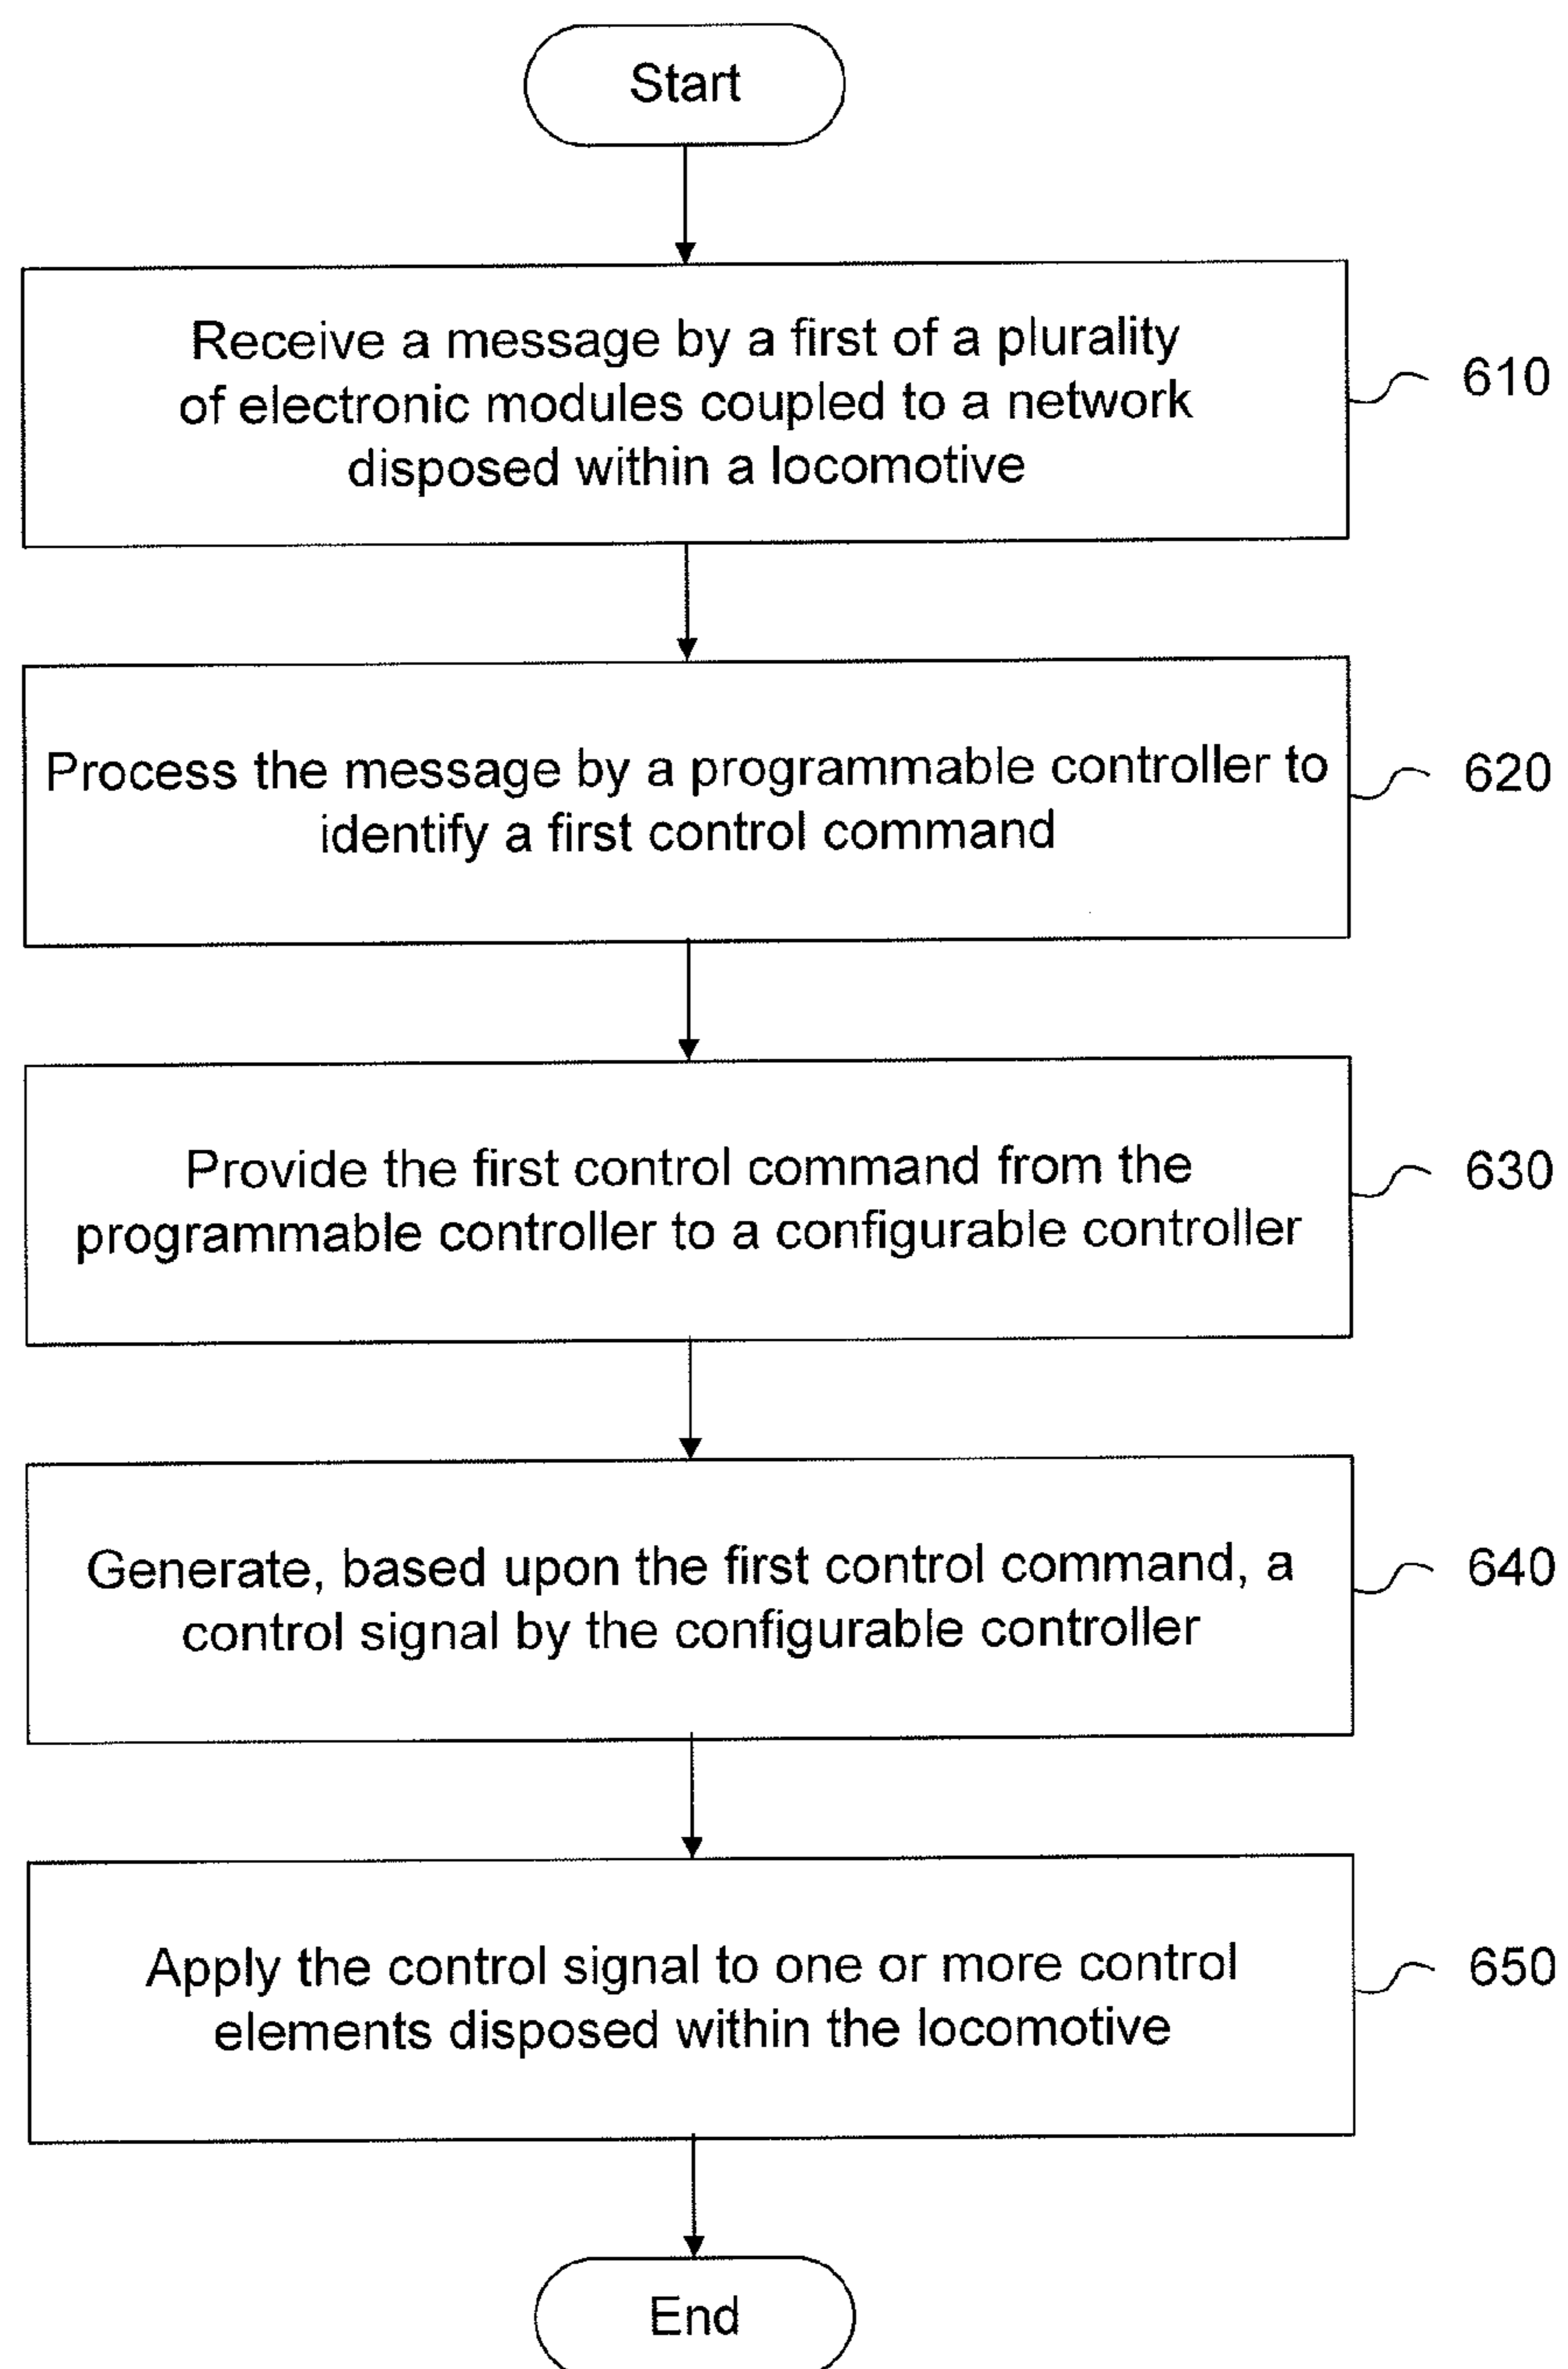 Start
Receive a message by a first of a plurality
of electronic modules coupled to a network
disposed within a locomotive
610
Process the message by a programmable controller to
identify a first control command
620
Provide the first control command from the
programmable controller to a configurable controller
630
Generate, based upon the first control command, a
control signal by the configurable controller
640
Apply the control signal to one or more control
elements disposed within the locomotive
650
End